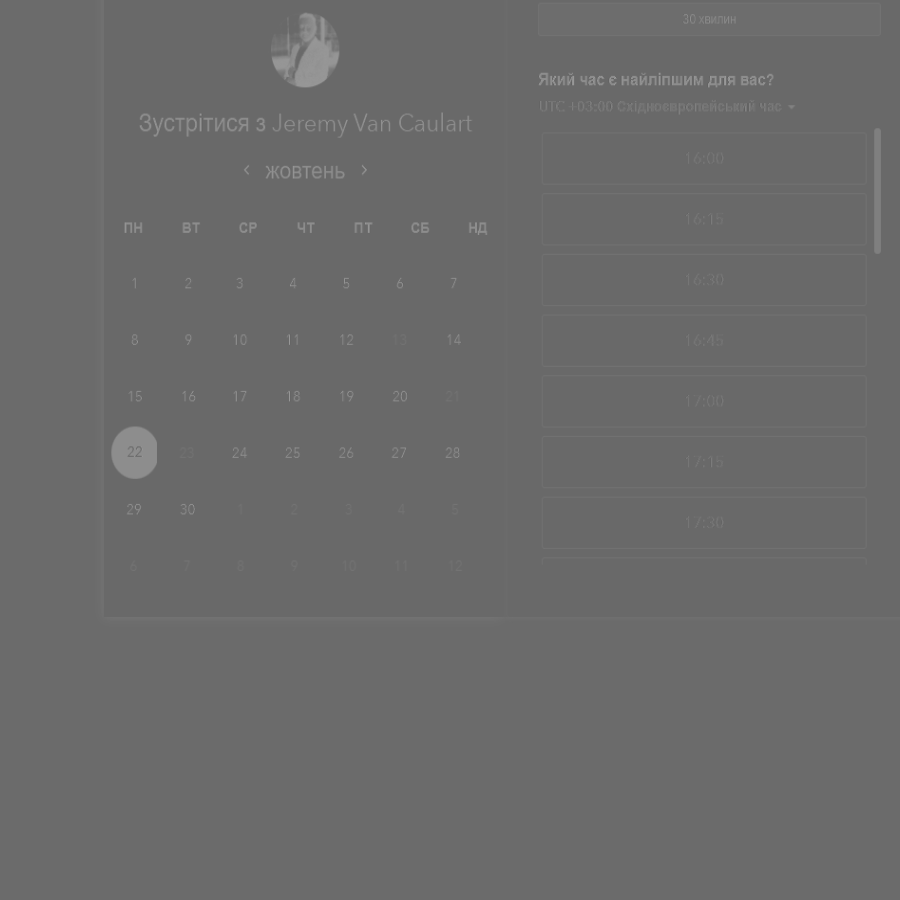 Зустрітися з Jeremy Van Caulart
жовтень
ПН ВТ СР ЧТ ПТ СБ НД
1 2 3 4 5 6 7
8 9 10 11 12 13 14
15 16 17 18 19 20 21
22 23 24 25 26 27 28
29 30 1 2 3 4 5
6 7 8 9 10 11 12
30 хвилин
Який час є найліпшим для вас?
UTC +03:00 Східноевропейський час
16:00
16:15
16:30
16:45
17:00
17:15
17:30